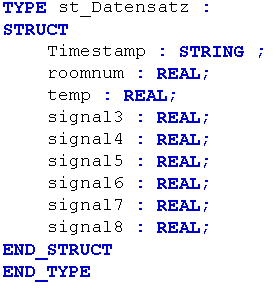 TYPE st_Datensatz :
STRUCT
Timestamp : STRING ;
roomnum : REAL;
temp : REAL;
signal3 : REAL;
signal4 : REAL;
signal5 : REAL;
signal6 : REAL;
signal7 : REAL;
signal8 : REAL;
END_STRUCT
END_TYPE